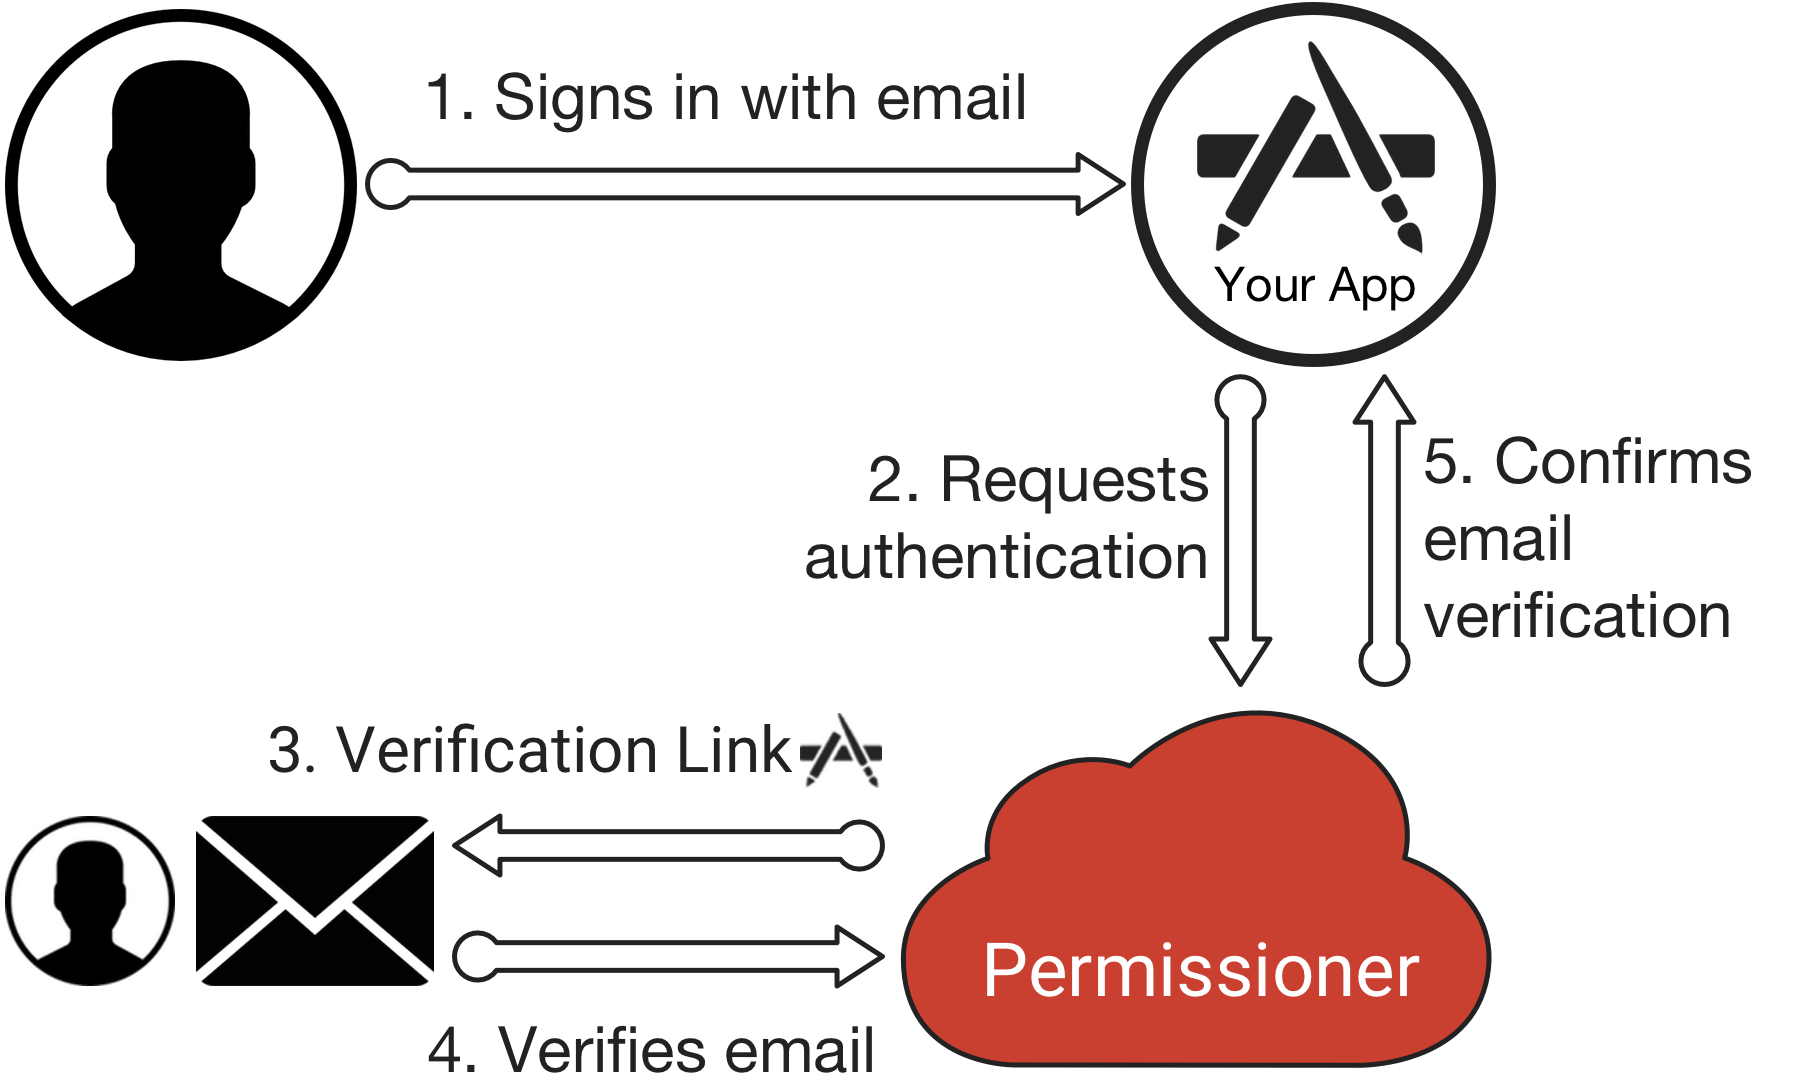 1. Signs in with email
Your App
2. Requests
authentication
5. Confirms
email
verification
3. Verification Link
Permissioner
4. Verifies email